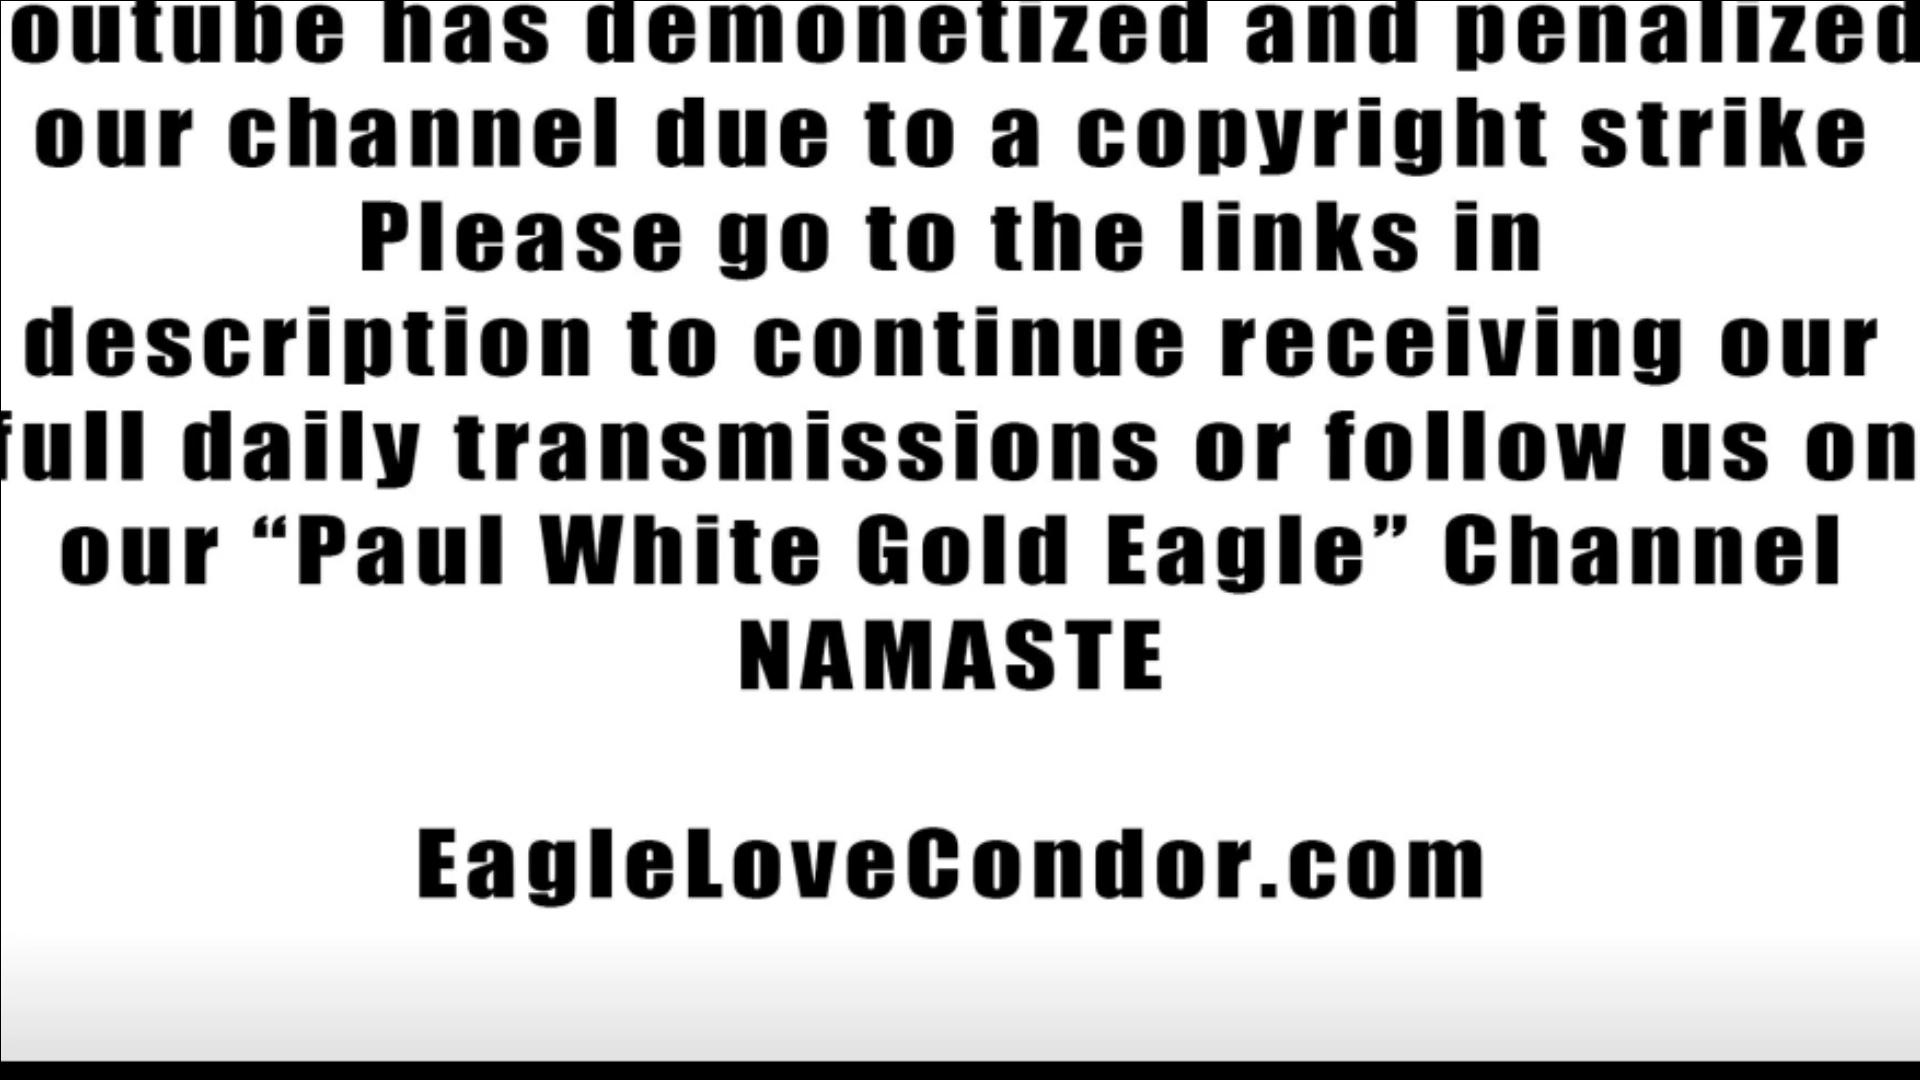 outube has demonetized and penalized
our channel due to a copyright strike
Please go to the links in
description to continue receiving our
full daily transmissions or follow us on
our “Paul White Gold Eagle” Channel
NAMASTE
EagleLoveCondor.com